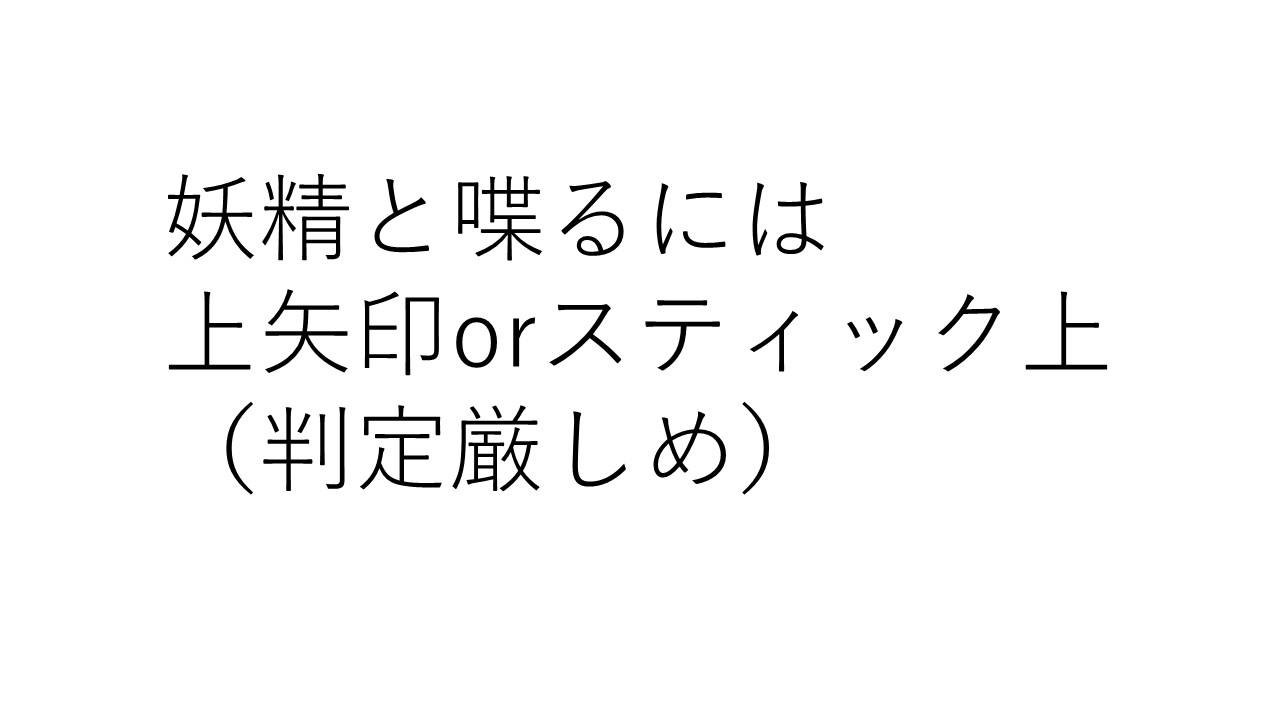 妖精と喋るには
上矢印orスティック上
（判定厳しめ）